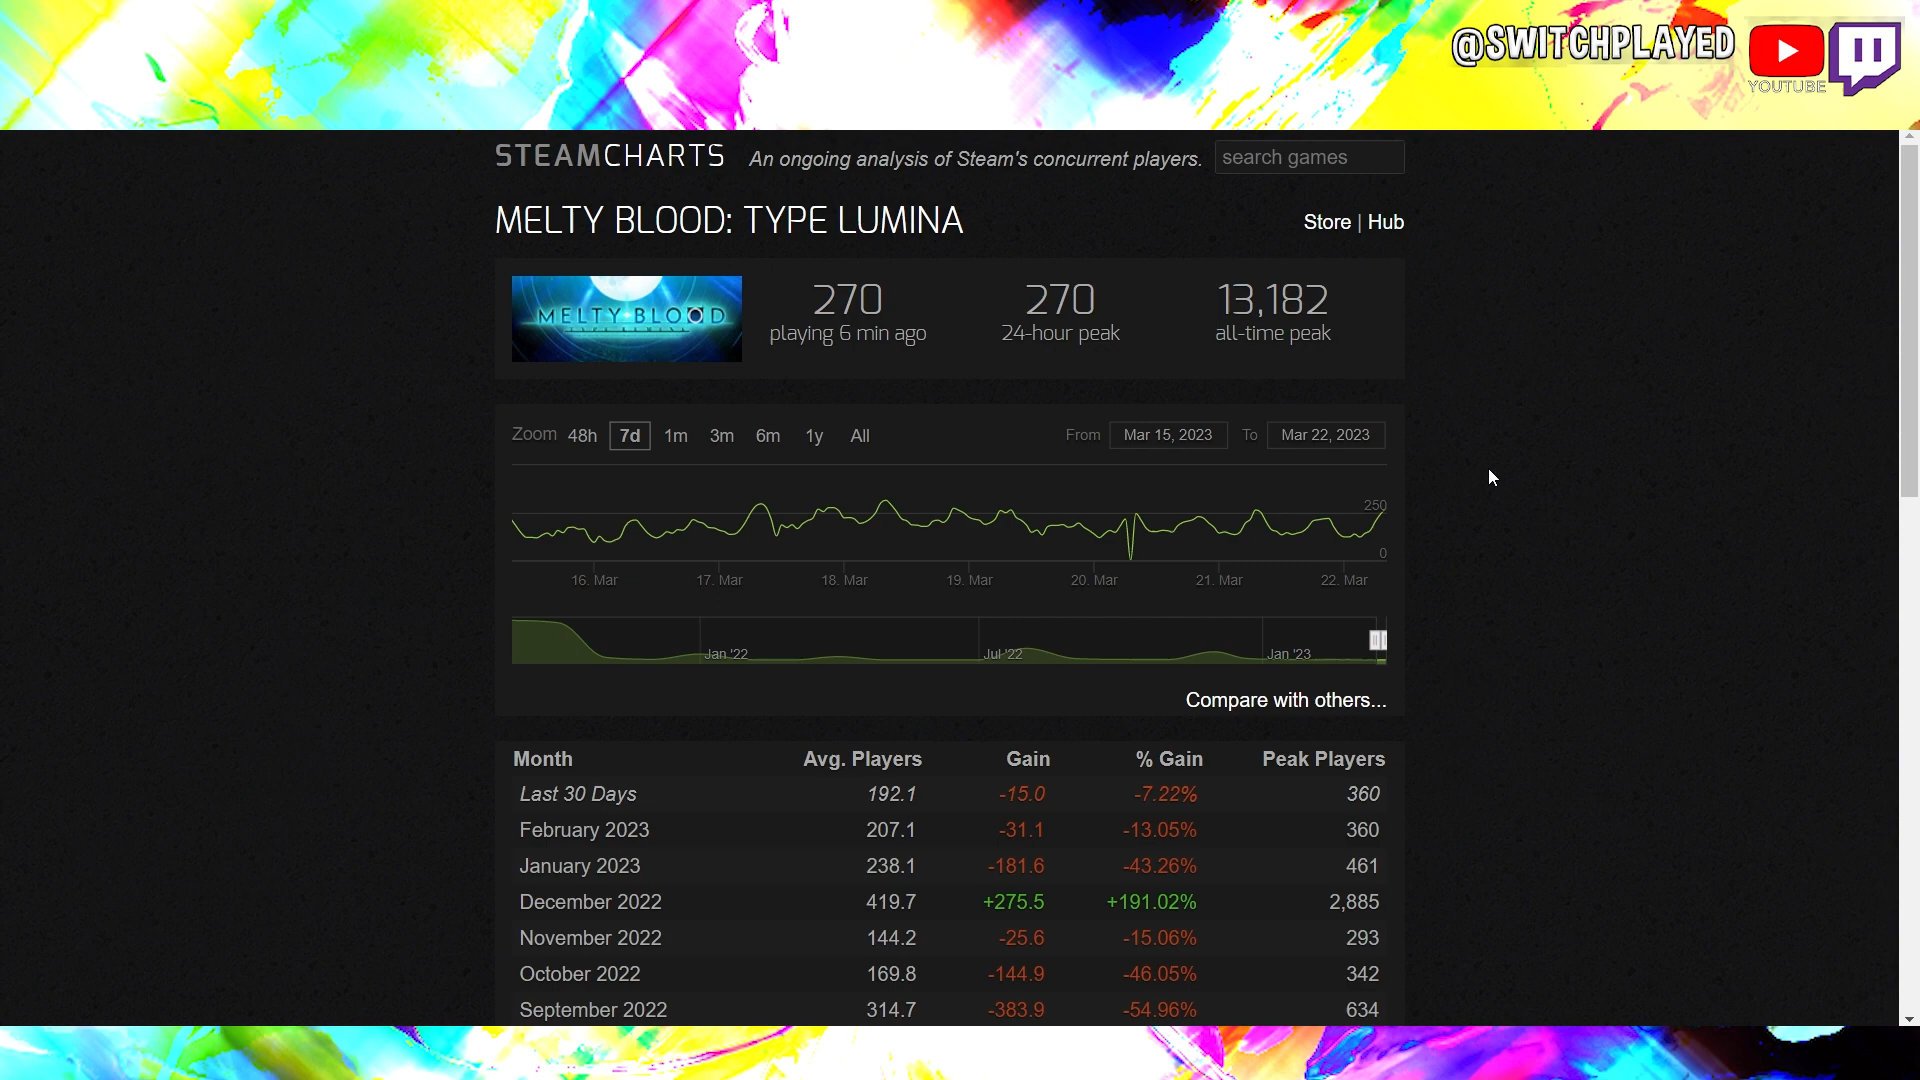 @SWITCHPLAYED
YOUTUBE
STEAMCHARTS An ongoing analysis of Steam's concurrent players. search games
MELTY BLOOD: TYPE LUMINA Store | Hub
MELTY BLOOD
TYPE LUMINA
270 270 13,182
playing 6 min ago 24-hour peak all-time peak
Zoom 48h 7d 1m 3m 6m 1y All From Mar 15, 2023 To Mar 22, 2023
250
0
16. Mar 17. Mar 18. Mar 19. Mar 20. Mar 21. Mar 22. Mar
Jan '22 Jul '22 Jan '23
Compare with others...
Month Avg. Players Gain % Gain Peak Players
Last 30 Days 192.1 -15.0 -7.22% 360
February 2023 207.1 -31.1 -13.05% 360
January 2023 238.1 -181.6 -43.26% 461
December 2022 419.7 +275.5 +191.02% 2,885
November 2022 144.2 -25.6 -15.06% 293
October 2022 169.8 -144.9 -46.05% 342
September 2022 314.7 -383.9 -54.96% 634